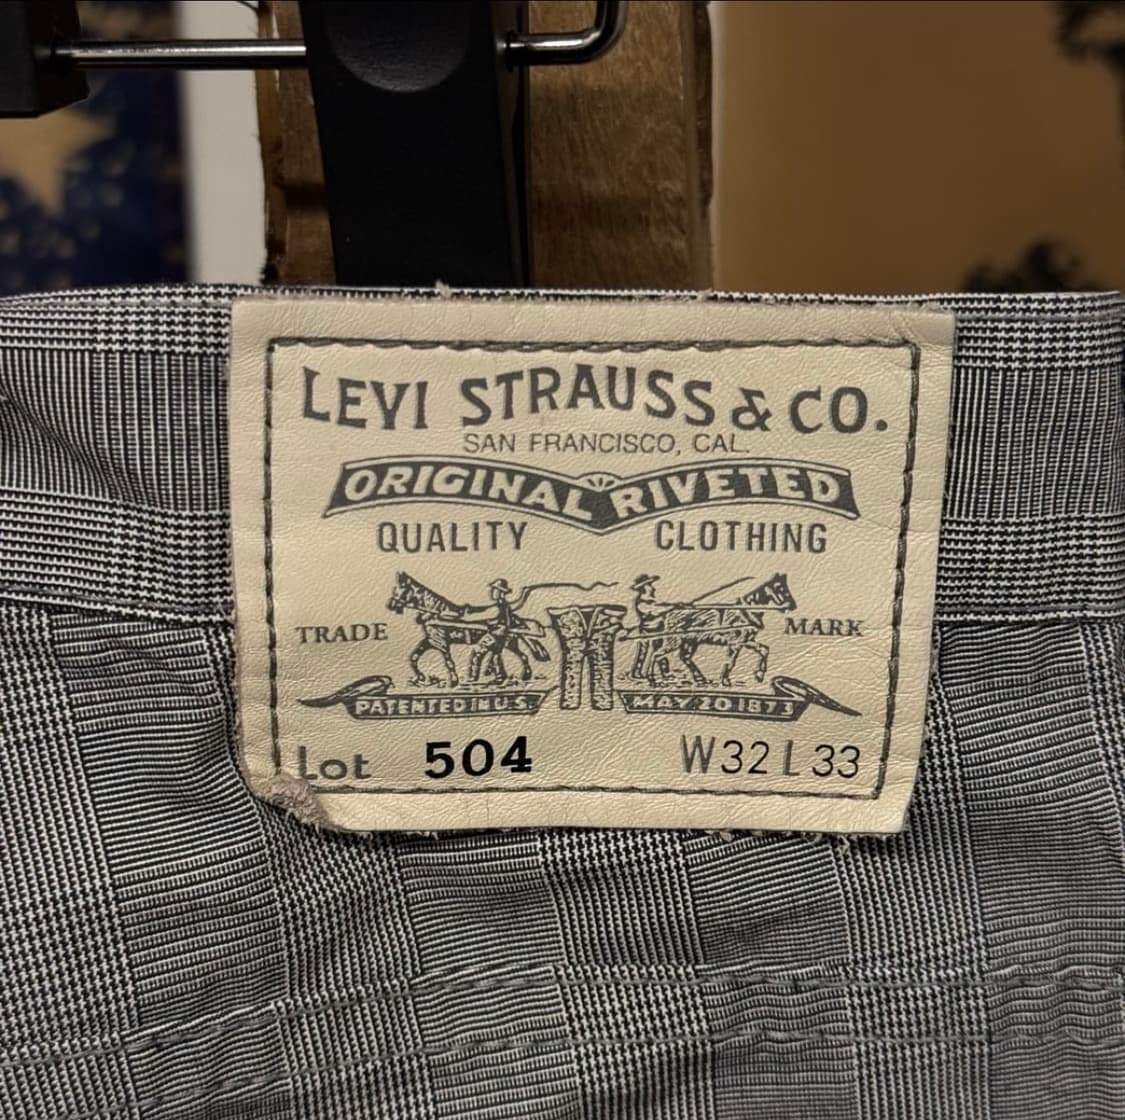 LEVI STRAUSS & CO.
SAN FRANCISCO, CAL.
ORIGINAL RIVETED
QUALITY CLOTHING
TRADE MARK
PATENTED IN U.S. MAY 20 1873
Lot 504 W32 L33